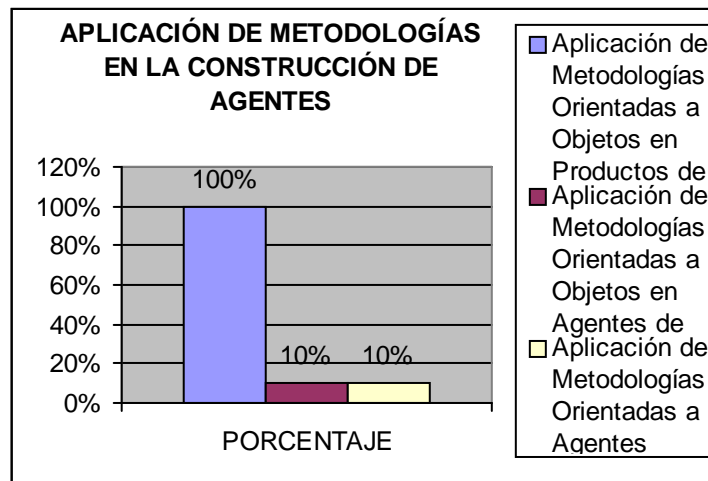 APLICACIÓN DE METODOLOGÍAS
EN LA CONSTRUCCIÓN DE
AGENTES
120%
100%
80%
60%
40%
20%
0%
100%
10%
10%
PORCENTAJE
Aplicación de
Metodologías
Orientadas a
Objetos en
Productos de
Aplicación de
Metodologías
Orientadas a
Objetos en
Agentes de
Aplicación de
Metodologías
Orientadas a
Agentes